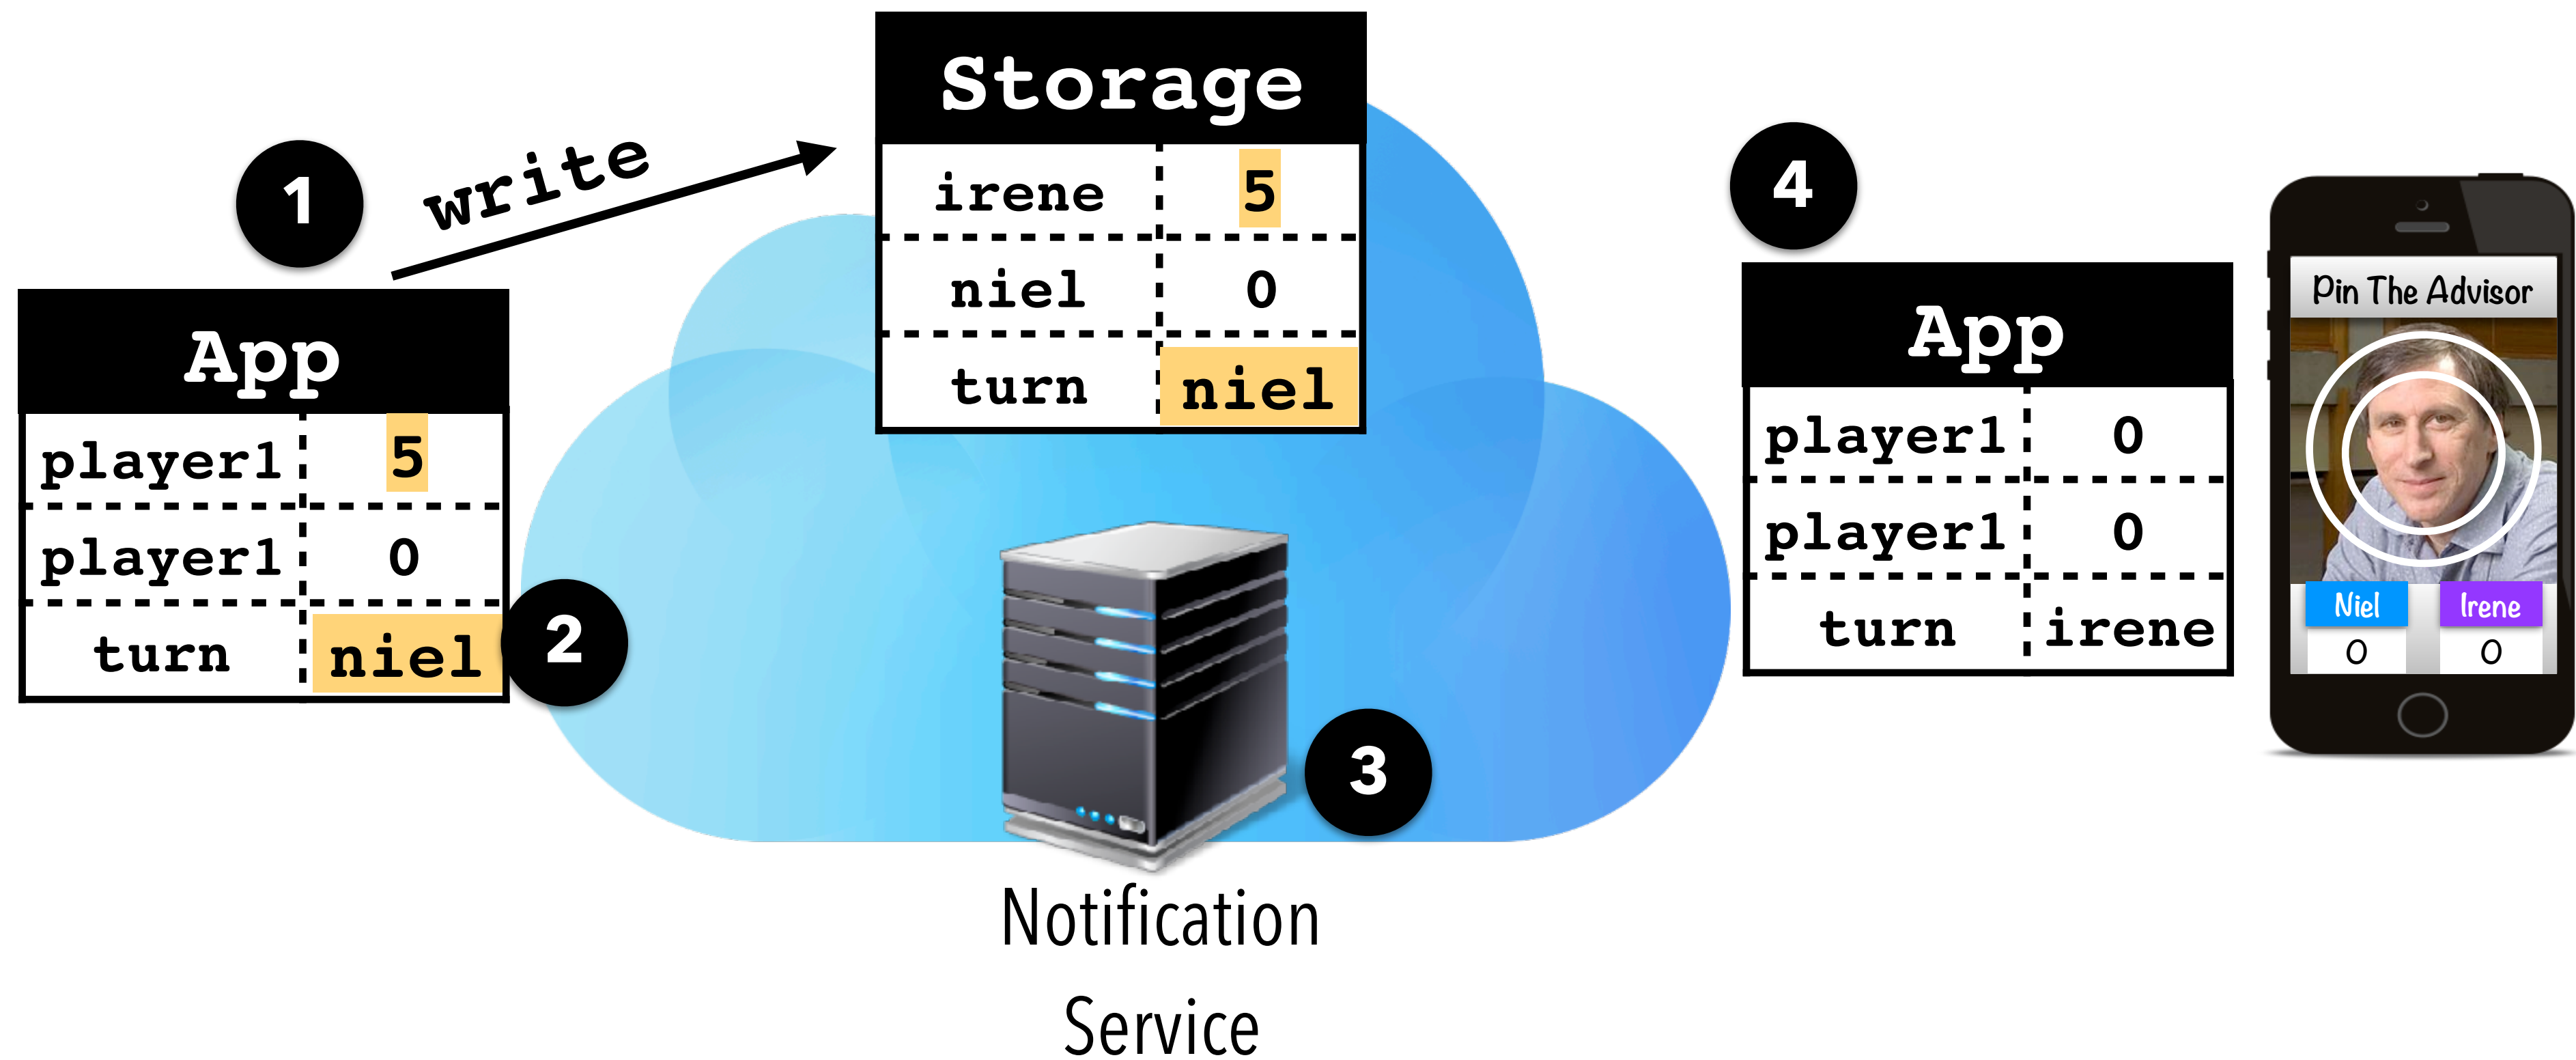 1
write
App
player1 5
player1 0
turn niel
2
Storage
irene 5
niel 0
turn niel
3
Notification
Service
4
App
player1 0
player1 0
turn irene
Pin The Advisor
Niel Irene
0 0